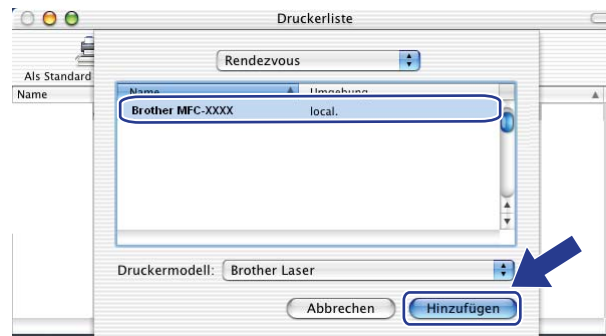 Druckerliste
Rendezvous
Als Standard
Name
Name Umgebung
Brother MFC-XXXX local.
Druckermodell: Brother Laser
Abbrechen Hinzufügen